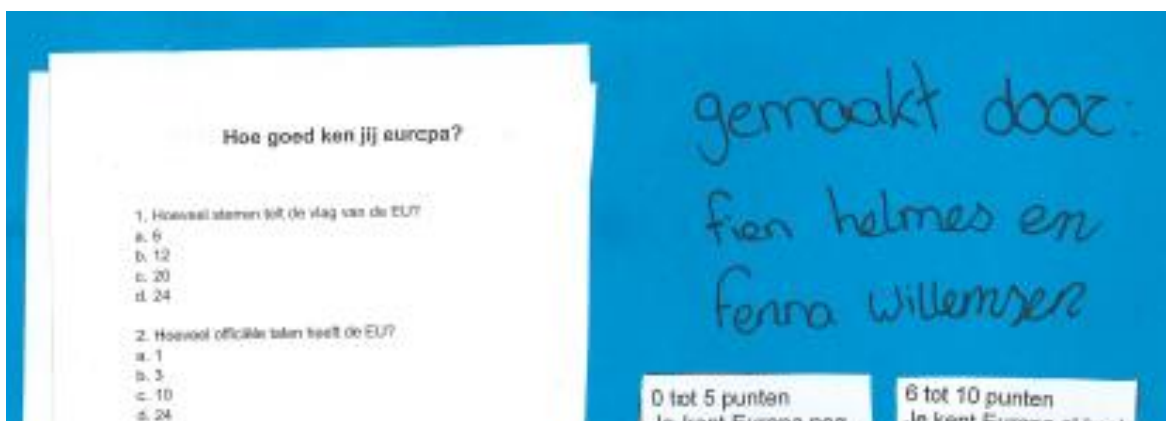 Hoe goed ken jij europa?
1. Hoeveel sterren telt de vlag van de EU?
a. 6
b. 12
c. 20
d. 24
2. Hoeveel officiële talen heeft de EU?
a. 1
b. 3
c. 10
d. 24
gemaakt door:
fien helmes en
fenna willemsen
0 tot 5 punten
Je kent Europa nog
6 tot 10 punten
Je kent Europa al